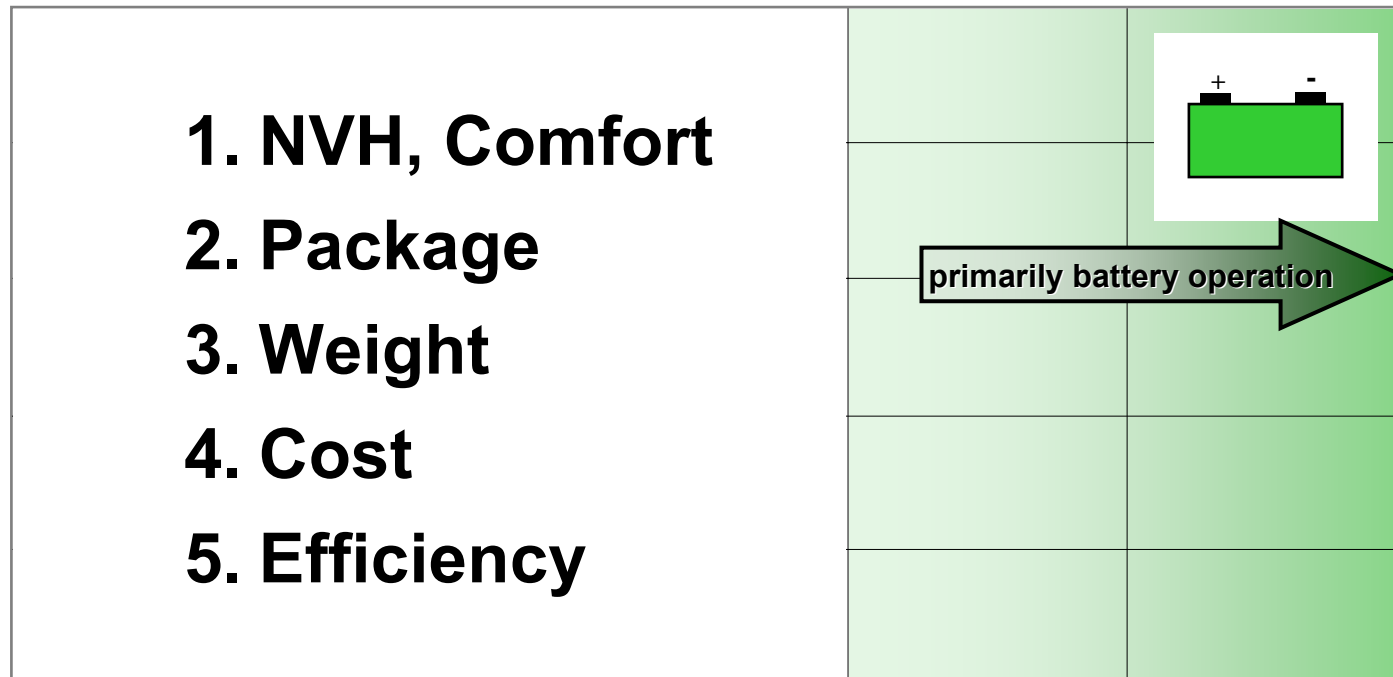 1. NVH, Comfort
2. Package
3. Weight
4. Cost
5. Efficiency
+ -
primarily battery operation